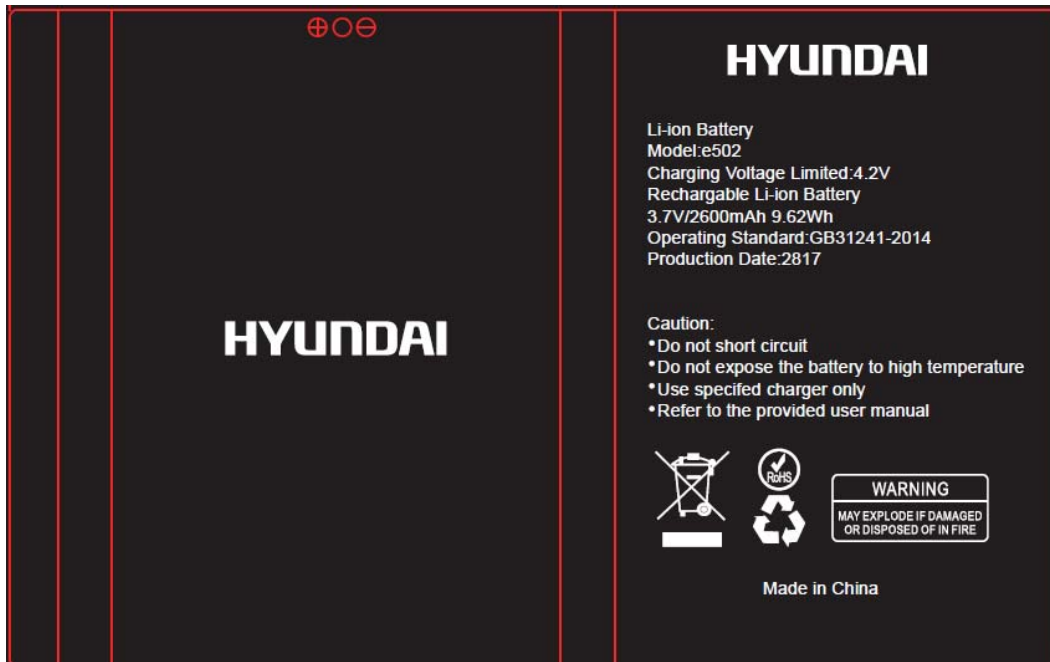 HYUNDAI
HYUNDAI
Li-ion Battery
Model:e502
Charging Voltage Limited:4.2V
Rechargable Li-ion Battery
3.7V/2600mAh 9.62Wh
Operating Standard:GB31241-2014
Production Date:2817
Caution:
•Do not short circuit
•Do not expose the battery to high temperature
•Use specifed charger only
•Refer to the provided user manual
RoHS
WARNING
MAY EXPLODE IF DAMAGED
OR DISPOSED OF IN FIRE
Made in China